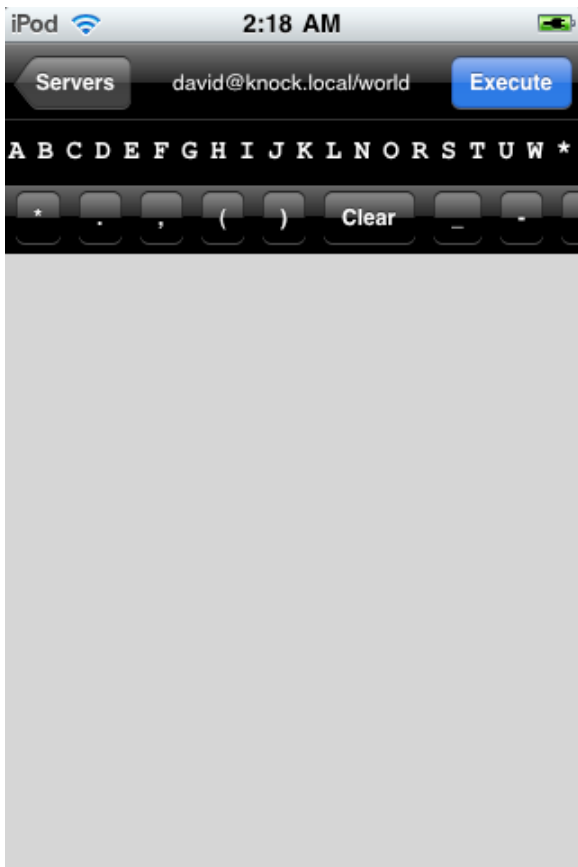 iPod 2:18 AM
Servers david@knock.local/world Execute
A B C D E F G H I J K L N O R S T U W *
* . , ( ) Clear _ -